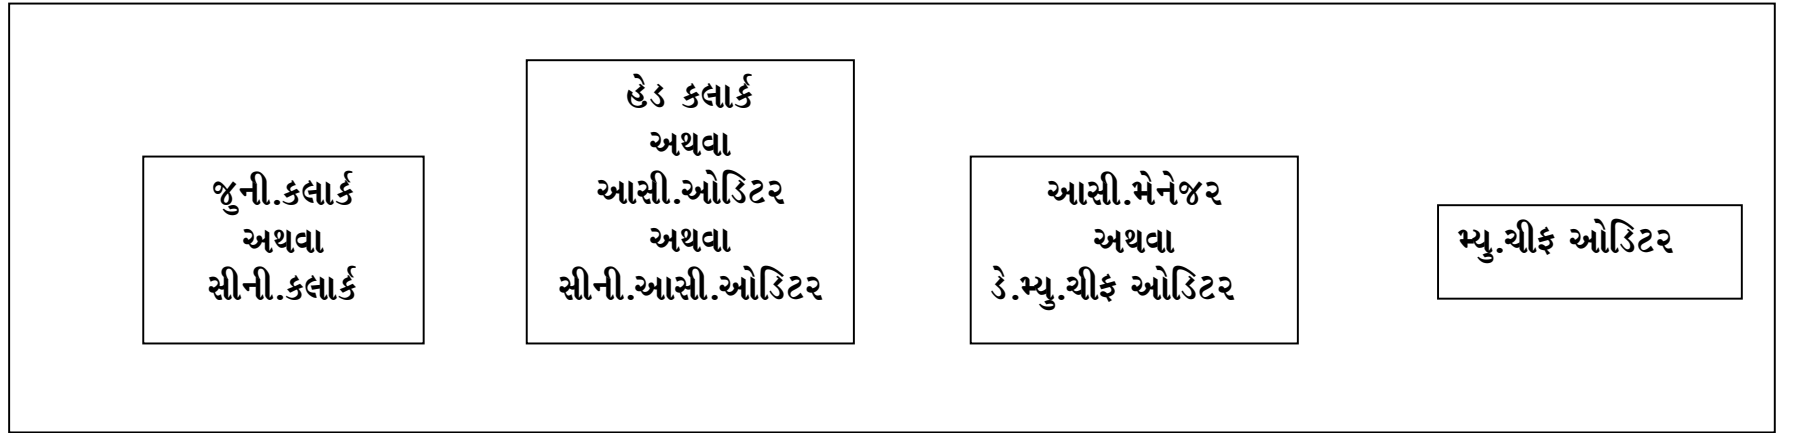 જુની.કલાર્ક
અથવા
સીની.કલાર્ક
હેડ કલાર્ક
અથવા
આસી.ઓડિટર
અથવા
સીની.આસી.ઓડિટર
આસી.મેનેજર
અથવા
ડે.મ્યુ.ચીફ ઓડિટર
મ્યુ.ચીફ ઓડિટર